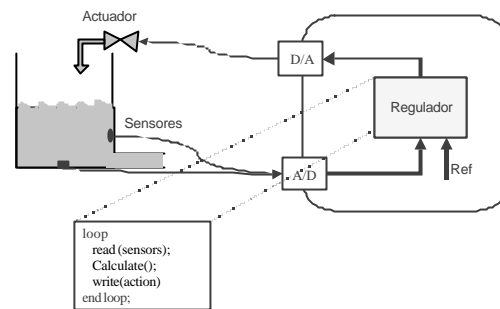 Actuador
D/A
Regulador
Sensores
A/D
Ref
loop
read (sensors);
Calculate();
write(action)
end loop;